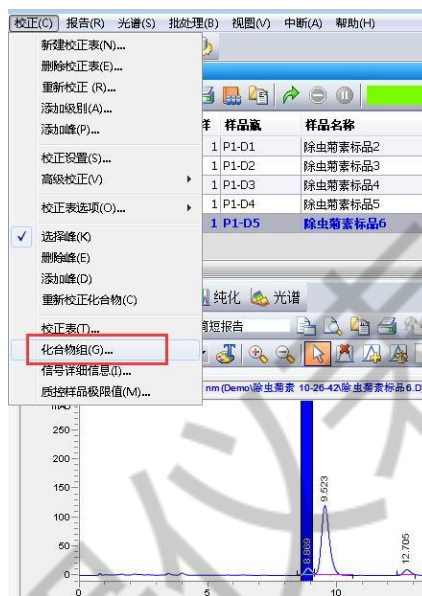 校正(C) 报告(R) 光谱(S) 批处理(B) 视图(V) 中断(A) 帮助(H)
新建校正表(N)...
删除校正表(E)...
重新校正 (R)...
添加级别(A)...
添加峰(P)...
校正设置(S)...
高级校正(V)
校正表选项(O)...
选择峰(K)
删除峰(E)
添加峰(D)
重新校正化合物(C)
校正表(T)...
化合物组(G)...
信号详细信息(I)...
质控样品极限值(M)...
样品瓶 样品名称
1 P1-D1 除虫菊素标品2
1 P1-D2 除虫菊素标品3
1 P1-D3 除虫菊素标品4
1 P1-D4 除虫菊素标品5
1 P1-D5 除虫菊素标品6
纯化 光谱
简短报告
nm (Demo\除虫菊素 10-26-42\除虫菊素标品6.D)
250
200
150
100
50
0
8.869
9.523
12.705
0 5 10